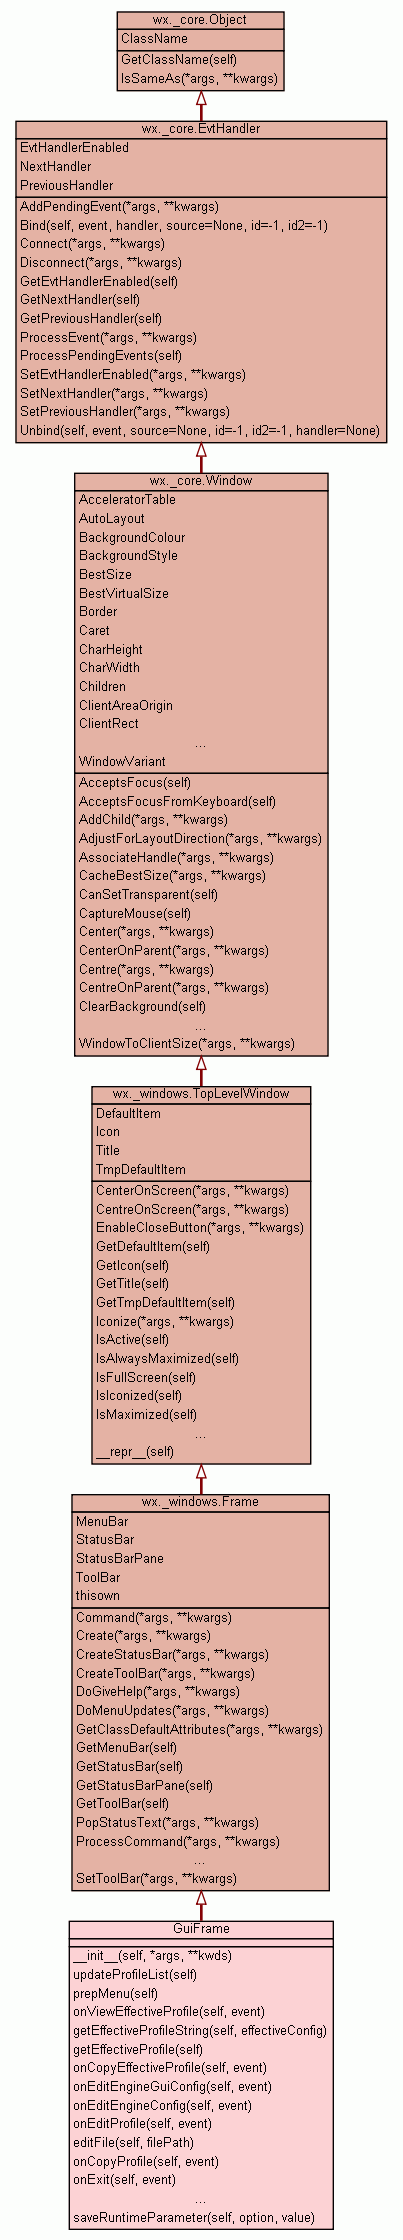 wx._core.Object
ClassName
GetClassName(self)
IsSameAs(*args, **kwargs)
wx._core.EvtHandler
EvtHandlerEnabled
NextHandler
PreviousHandler
AddPendingEvent(*args, **kwargs)
Bind(self, event, handler, source=None, id=-1, id2=-1)
Connect(*args, **kwargs)
Disconnect(*args, **kwargs)
GetEvtHandlerEnabled(self)
GetNextHandler(self)
GetPreviousHandler(self)
ProcessEvent(*args, **kwargs)
ProcessPendingEvents(self)
SetEvtHandlerEnabled(*args, **kwargs)
SetNextHandler(*args, **kwargs)
SetPreviousHandler(*args, **kwargs)
Unbind(self, event, source=None, id=-1, id2=-1, handler=None)
wx._core.Window
AcceleratorTable
AutoLayout
BackgroundColour
BackgroundStyle
BestSize
BestVirtualSize
Border
Caret
CharHeight
CharWidth
Children
ClientAreaOrigin
ClientRect
...
WindowVariant
AcceptsFocus(self)
AcceptsFocusFromKeyboard(self)
AddChild(*args, **kwargs)
AdjustForLayoutDirection(*args, **kwargs)
AssociateHandle(*args, **kwargs)
CacheBestSize(*args, **kwargs)
CanSetTransparent(self)
CaptureMouse(self)
Center(*args, **kwargs)
CenterOnParent(*args, **kwargs)
Centre(*args, **kwargs)
CentreOnParent(*args, **kwargs)
ClearBackground(self)
...
WindowToClientSize(*args, **kwargs)
wx._windows.TopLevelWindow
DefaultItem
Icon
Title
TmpDefaultItem
CenterOnScreen(*args, **kwargs)
CentreOnScreen(*args, **kwargs)
EnableCloseButton(*args, **kwargs)
GetDefaultItem(self)
GetIcon(self)
GetTitle(self)
GetTmpDefaultItem(self)
Iconize(*args, **kwargs)
IsActive(self)
IsAlwaysMaximized(self)
IsFullScreen(self)
IsIconized(self)
IsMaximized(self)
...
__repr__(self)
wx._windows.Frame
MenuBar
StatusBar
StatusBarPane
ToolBar
thisown
Command(*args, **kwargs)
Create(*args, **kwargs)
CreateStatusBar(*args, **kwargs)
CreateToolBar(*args, **kwargs)
DoGiveHelp(*args, **kwargs)
DoMenuUpdates(*args, **kwargs)
GetClassDefaultAttributes(*args, **kwargs)
GetMenuBar(self)
GetStatusBar(self)
GetStatusBarPane(self)
GetToolBar(self)
PopStatusText(*args, **kwargs)
ProcessCommand(*args, **kwargs)
...
SetToolBar(*args, **kwargs)
GuiFrame
__init__(self, *args, **kwds)
updateProfileList(self)
prepMenu(self)
onViewEffectiveProfile(self, event)
getEffectiveProfileString(self, effectiveConfig)
getEffectiveProfile(self)
onCopyEffectiveProfile(self, event)
onEditEngineGuiConfig(self, event)
onEditEngineConfig(self, event)
onEditProfile(self, event)
editFile(self, filePath)
onCopyProfile(self, event)
onExit(self, event)
...
saveRuntimeParameter(self, option, value)